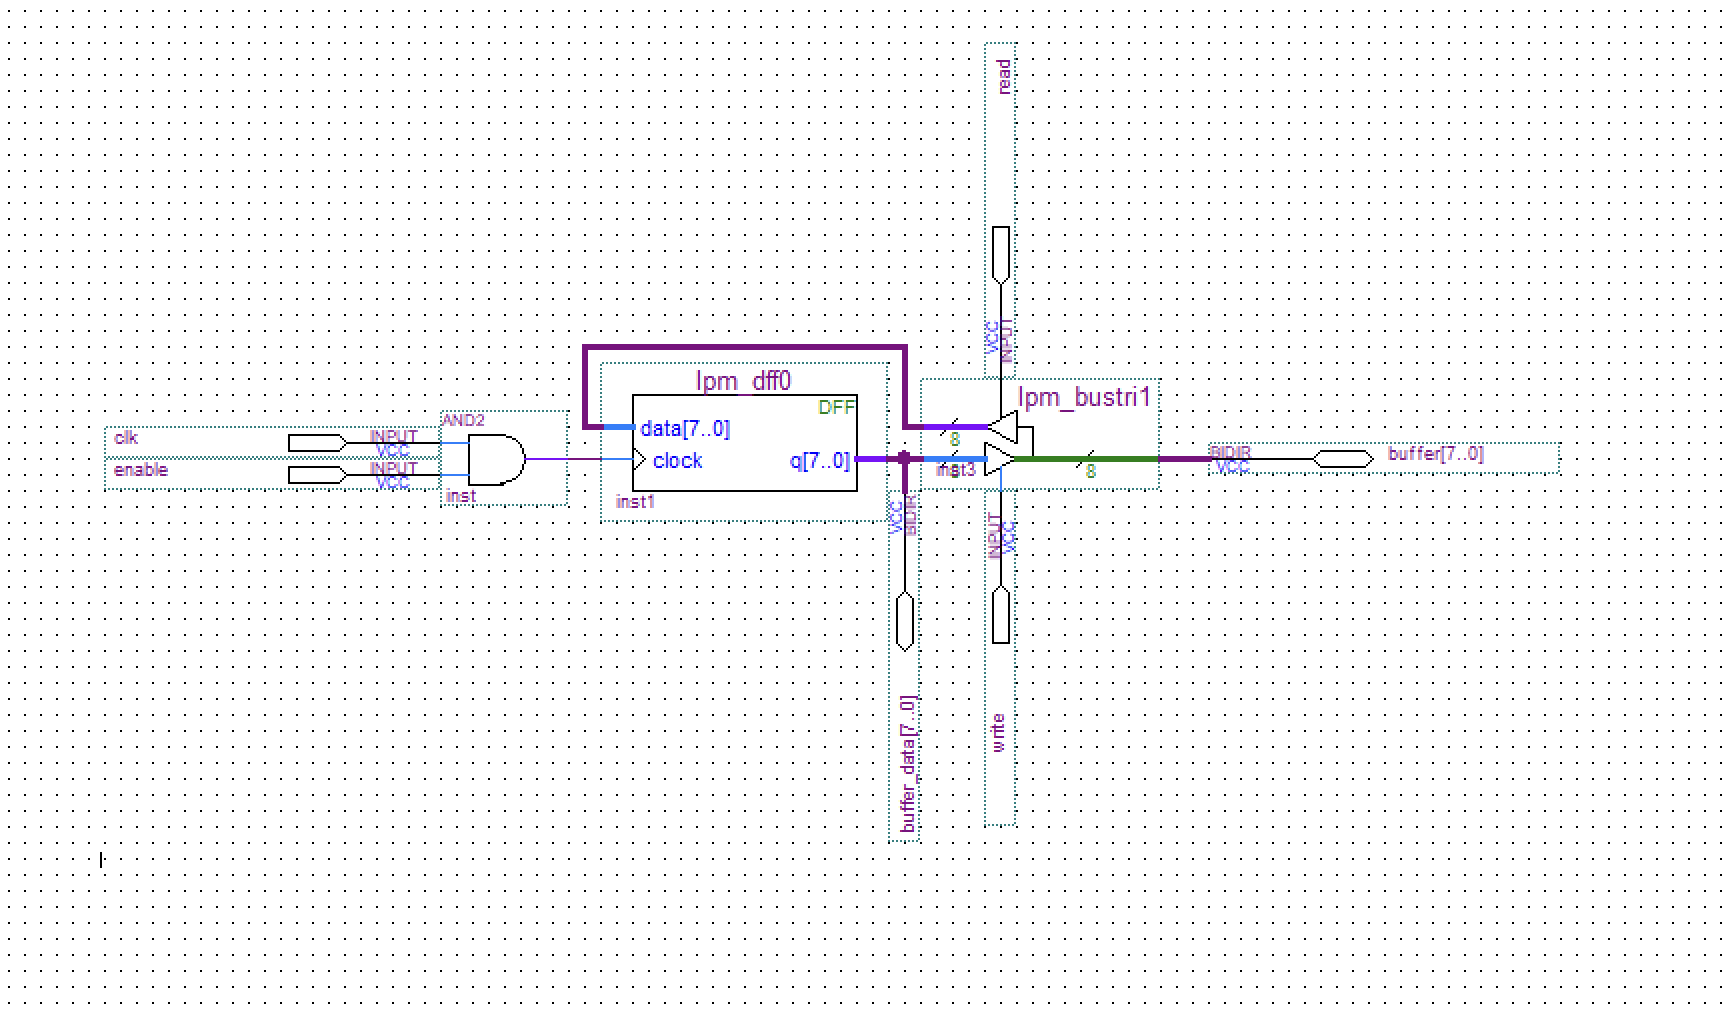 read
VCC
INPUT
lpm_dff0
DFF
data[7..0]
clock
q[7..0]
inst1
lpm_bustri1
8
8
8
inst3
AND2
clk
INPUT
VCC
enable
INPUT
VCC
inst
BIDIR
VCC
buffer[7..0]
VCC
BIDIR
buffer_data[7..0]
INPUT
VCC
write